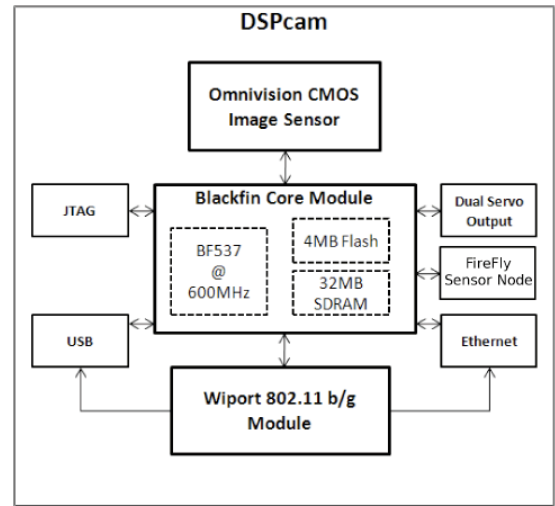 DSPcam
Omnivision CMOS
Image Sensor
Blackfin Core Module
JTAG
BF537
@
600MHz
4MB Flash
32MB
SDRAM
Dual Servo
Output
FireFly
Sensor Node
USB
Ethernet
Wiport 802.11 b/g
Module